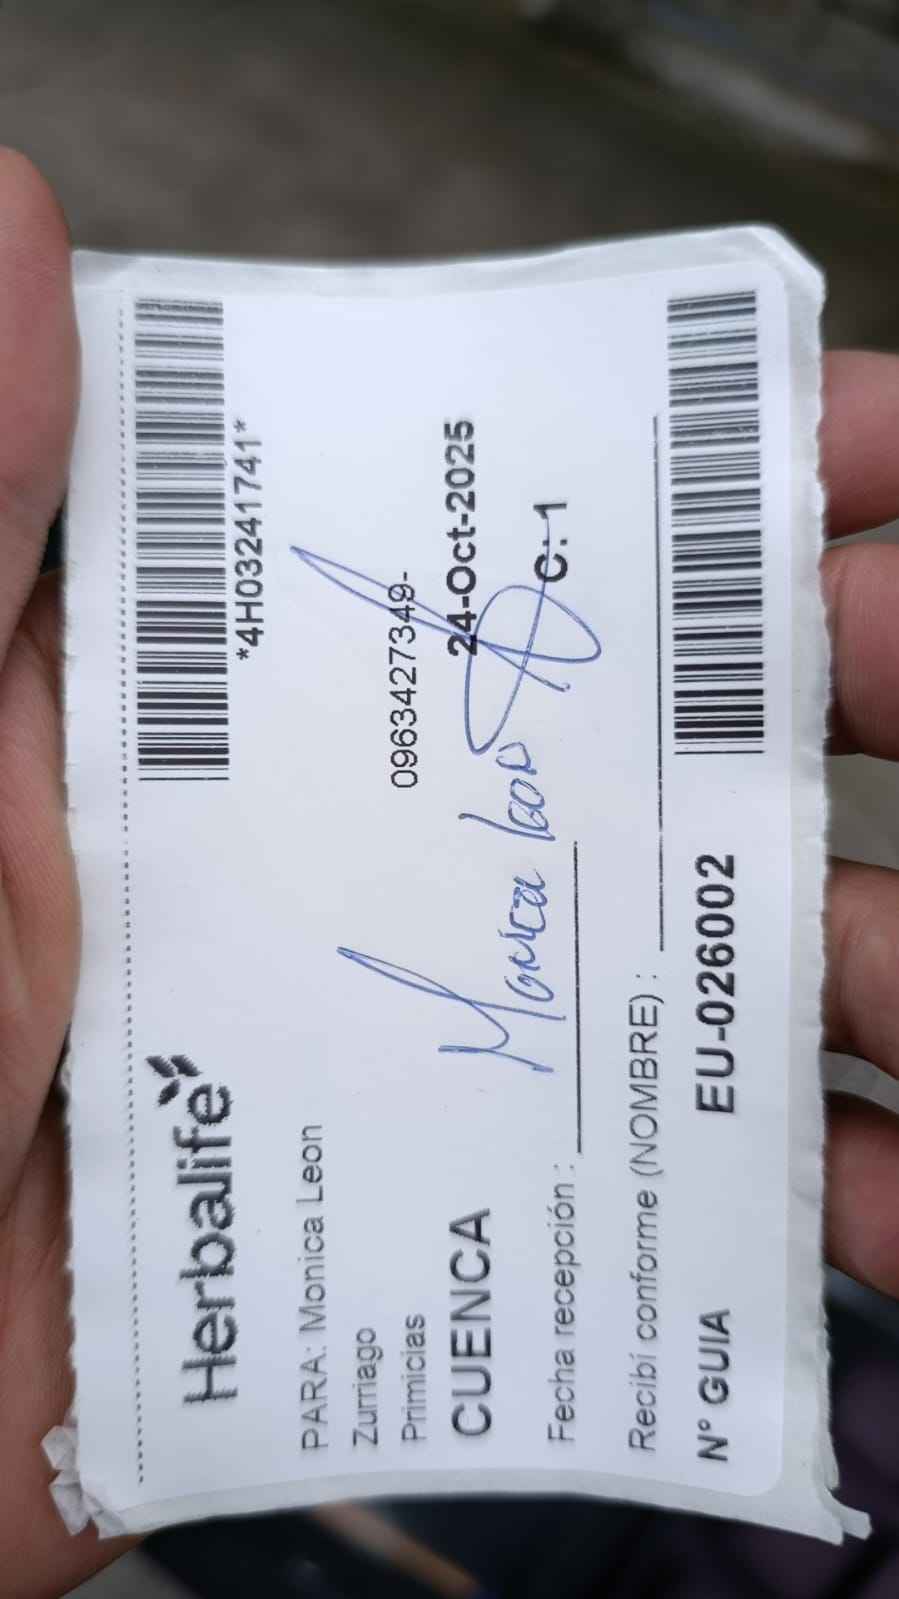 Herbalife
*4H03241741*
PARA: Monica Leon
Zurriago
Primicias
0963427349-
CUENCA
24-Oct-2025
Monica Leon
C: 1
Fecha recepción :
Recibí conforme (NOMBRE) :
N° GUIA EU-026002